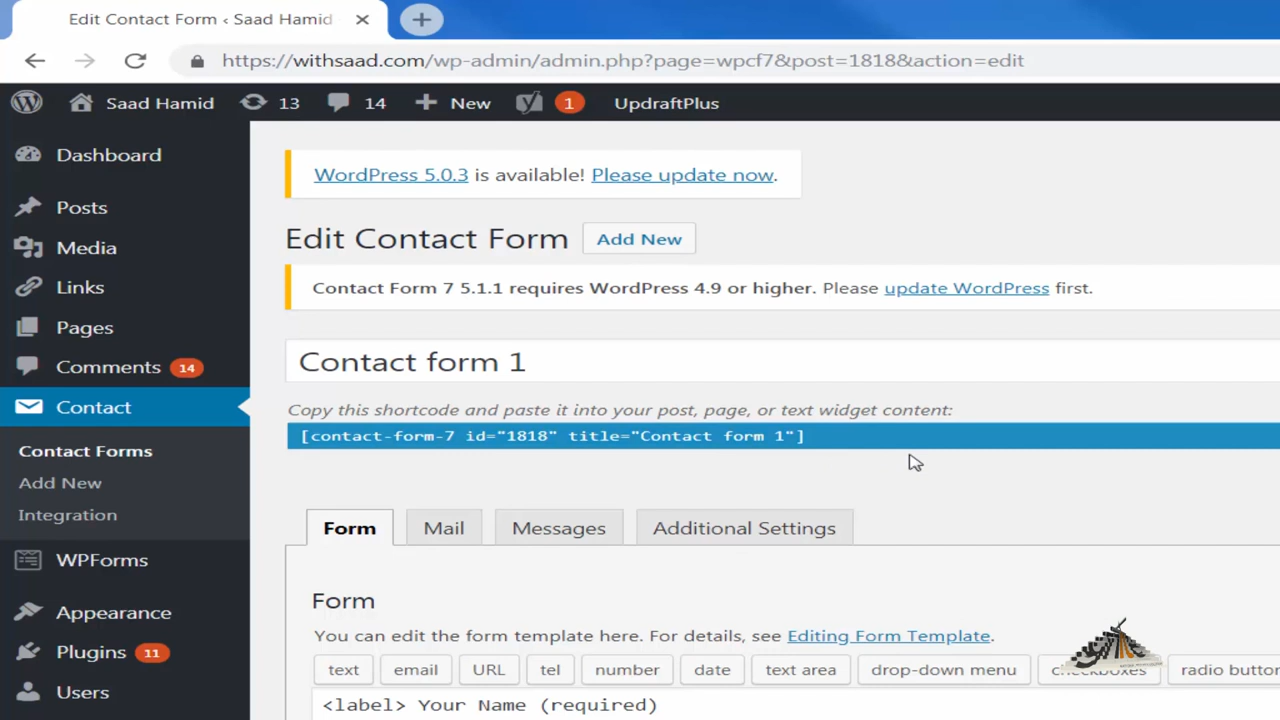 Edit Contact Form ‹ Saad Hamid
https://withsaad.com/wp-admin/admin.php?page=wpcf7&post=1818&action=edit
Saad Hamid 13 14 New 1 UpdraftPlus
Dashboard
Posts
Media
Links
Pages
Comments 14
Contact
Contact Forms
Add New
Integration
WPForms
Appearance
Plugins 11
Users
WordPress 5.0.3 is available! Please update now.
Edit Contact Form Add New
Contact Form 7 5.1.1 requires WordPress 4.9 or higher. Please update WordPress first.
Contact form 1
Copy this shortcode and paste it into your post, page, or text widget content:
[contact-form-7 id="1818" title="Contact form 1"]
Form Mail Messages Additional Settings
Form
You can edit the form template here. For details, see Editing Form Template.
text email URL tel number date text area drop-down menu checkboxes radio button
<label> Your Name (required)